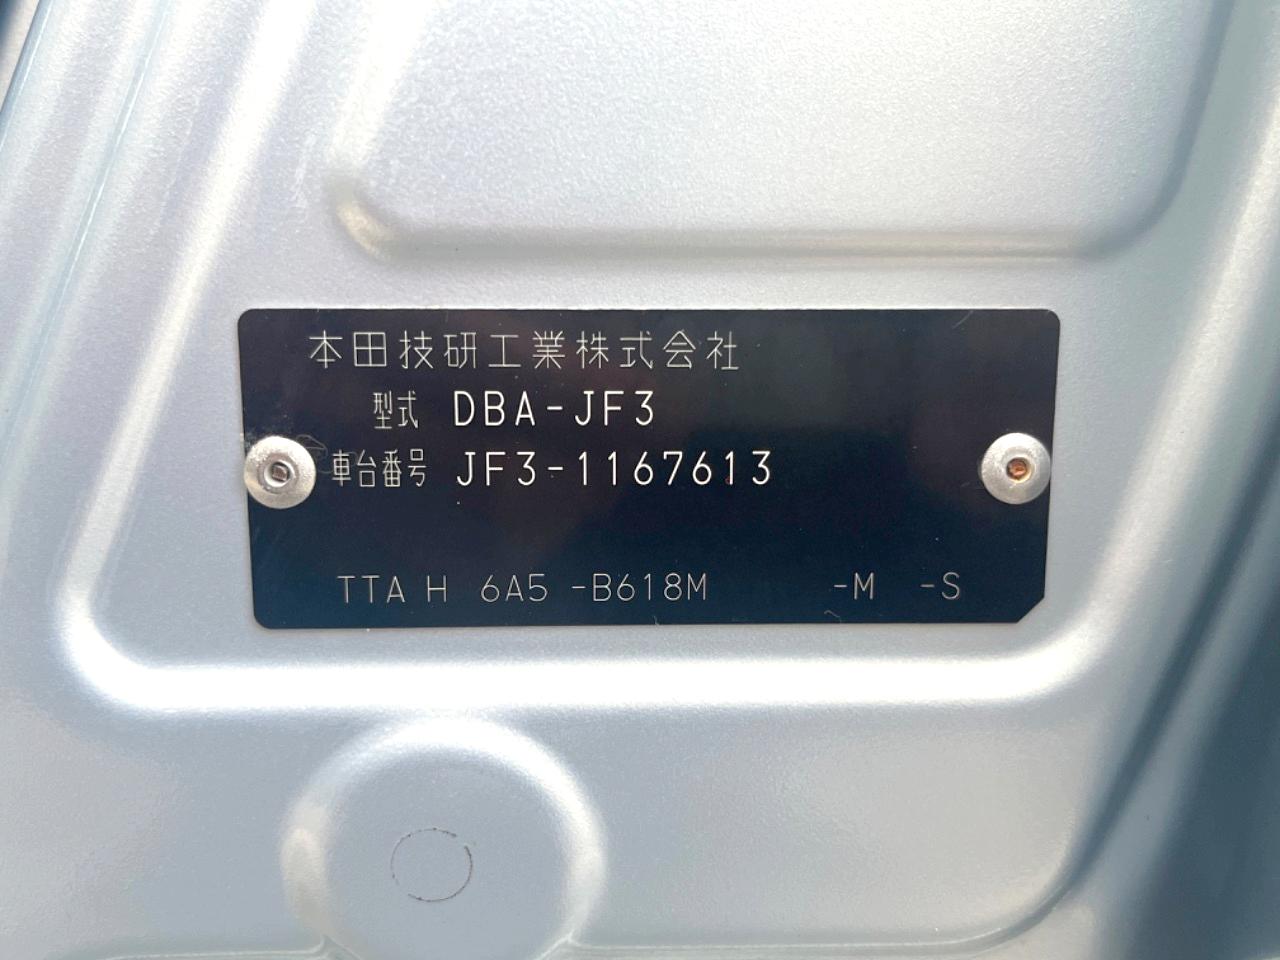 本田技研工業株式会社
型式 DBA-JF3
車台番号 JF3-1167613
TTA H 6A5 -B618M -M -S